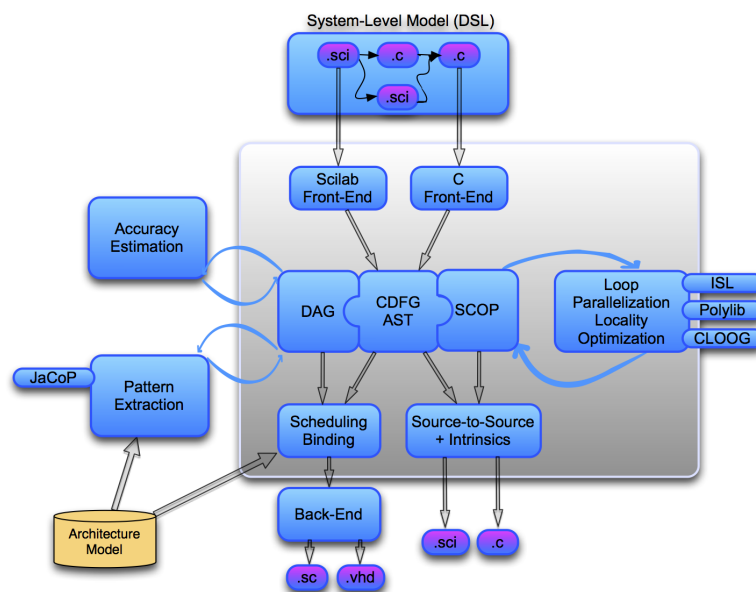 System-Level Model (DSL)
.sci
.c
.c
.sci
Scilab
Front-End
C
Front-End
Accuracy
Estimation
DAG
CDFG
AST
SCOP
Loop
Parallelization
Locality
Optimization
ISL
Polylib
CLOOG
JaCoP
Pattern
Extraction
Scheduling
Binding
Source-to-Source
+ Intrinsics
Architecture
Model
Back-End
.sci
.c
.sc
.vhd